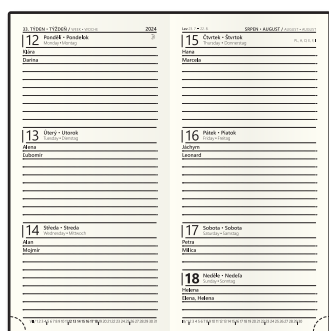 33. TÝDEN • TÝŽDEŇ / WEEK • WOCHE 2024
12 Pondělí • Pondelok
Monday • Montag
Klára
Darina
13 Úterý • Utorok
Tuesday • Dienstag
Alena
Ľubomír
14 Středa • Streda
Wednesday • Mittwoch
Alan
Mojmír
SRPEN • AUGUST / AUGUST • AUGUST
15 Čtvrtek • Štvrtok
Thursday • Donnerstag
Hana
Marcela
16 Pátek • Piatok
Friday • Freitag
Jáchym
Leonard
17 Sobota • Sobota
Saturday • Samstag
Petra
Milica
18 Neděle • Nedeľa
Sunday • Sonntag
Helena
Elena, Helena